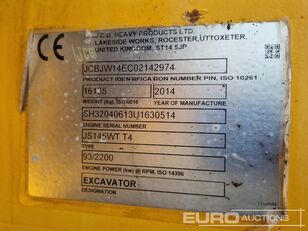 CE
J.C.B. HEAVY PRODUCTS LTD.
LAKESIDE WORKS, ROCESTER, UTTOXETER,
UNITED KINGDOM, ST14 5JP
JCBJW14EC02142974
PRODUCT IDENTIFICATION NUMBER PIN, ISO 10261
16135 2014
WEIGHT (kg), ISO 6016 YEAR OF MANUFACTURE
SH32040613U1630514
ENGINE SERIAL NUMBER
JS145WT T4
DESIGNATION
93/2200
ENGINE POWER (kw) @ RPM, ISO 14396
EXCAVATOR
EURO AUCTIONS